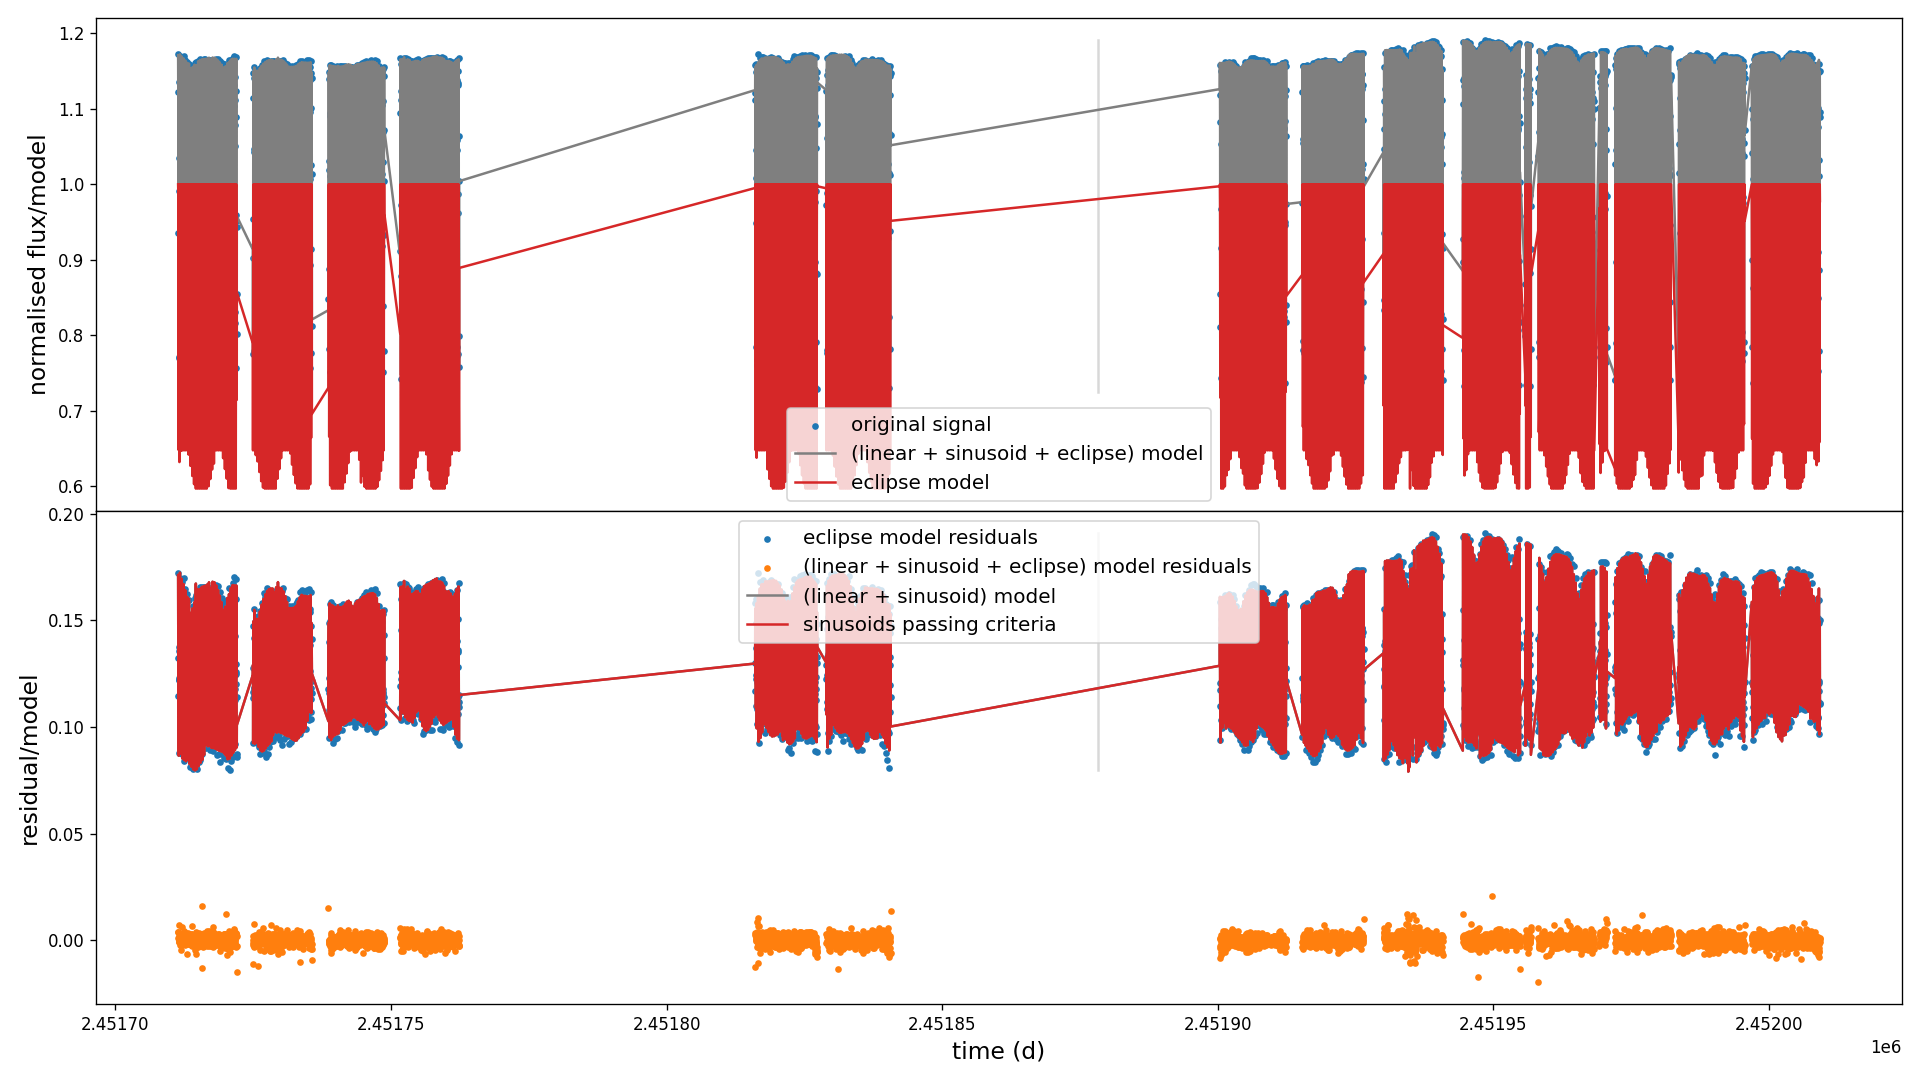 normalised flux/model
1.2
1.1
1.0
0.9
0.8
0.7
0.6
original signal
(linear + sinusoid + eclipse) model
eclipse model
residual/model
0.20
0.15
0.10
0.05
0.00
eclipse model residuals
(linear + sinusoid + eclipse) model residuals
(linear + sinusoid) model
sinusoids passing criteria
2.45170 2.45175 2.45180 2.45185 2.45190 2.45195 2.45200
time (d)
1e6